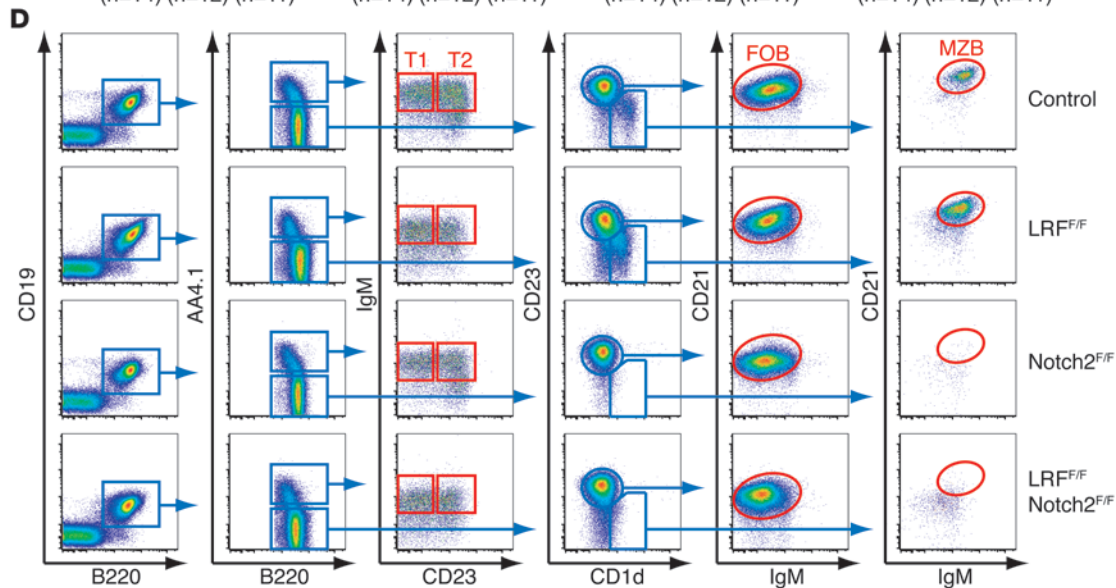 D
T1 T2
FOB
MZB
Control
LRF^F/F
Notch2^F/F
LRF^F/F
Notch2^F/F
CD19
AA4.1
IgM
CD23
CD21
CD21
B220
B220
CD23
CD1d
IgM
IgM